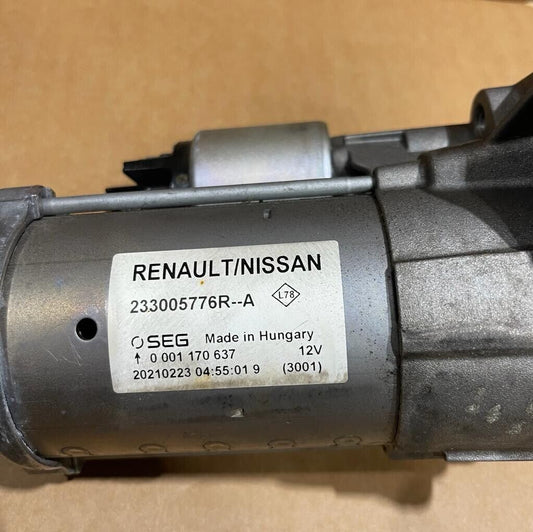 RENAULT/NISSAN
233005776R--A L78
SEG Made in Hungary
↑ 0 001 170 637 12V
20210223 04:55:01 9 (3001)